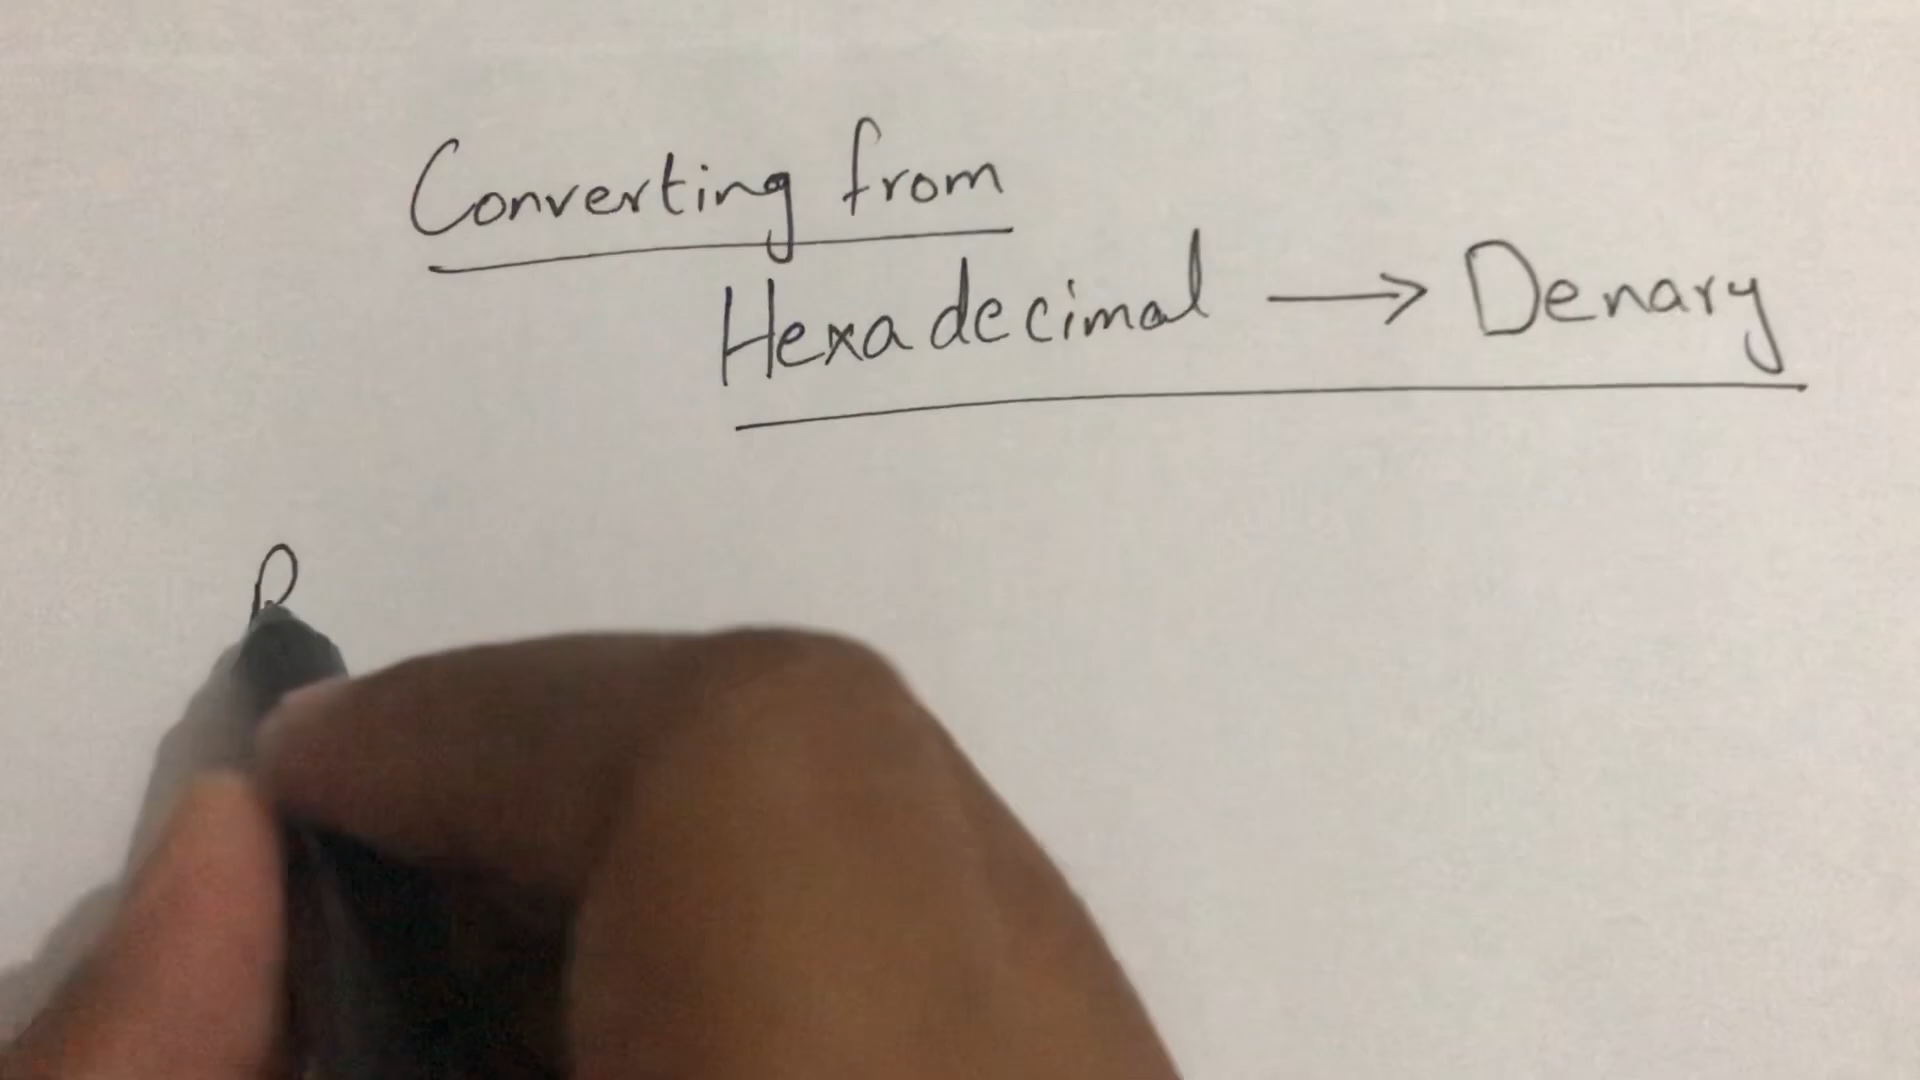 Converting from
Hexadecimal → Denary